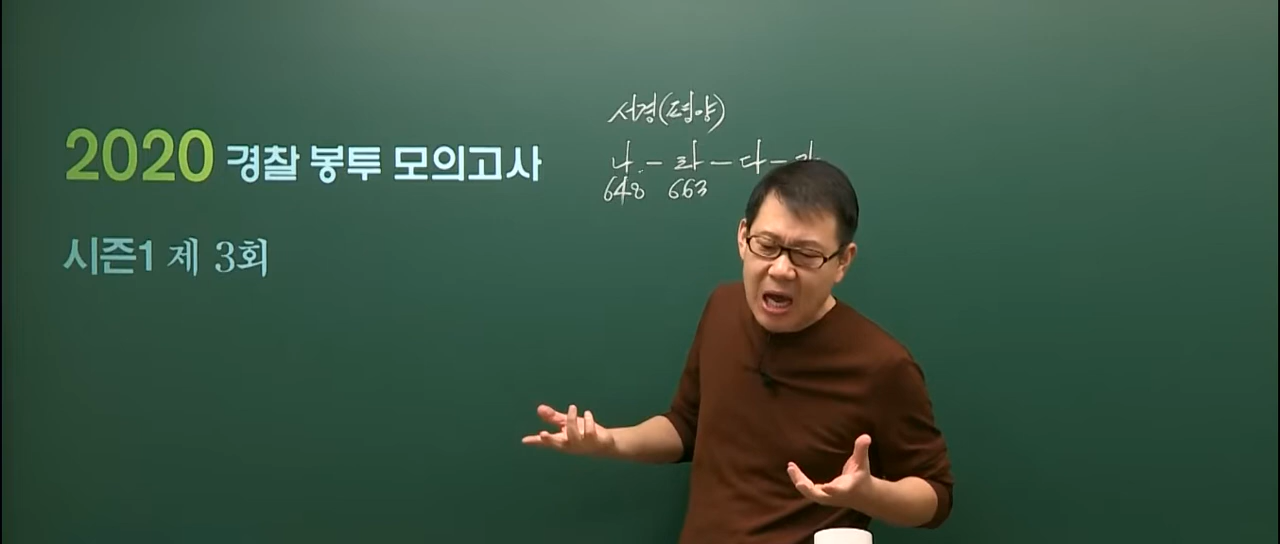 2020 경찰 봉투 모의고사
시즌1 제 3회
서경(평양)
나 - 라 - 다 -
648 663